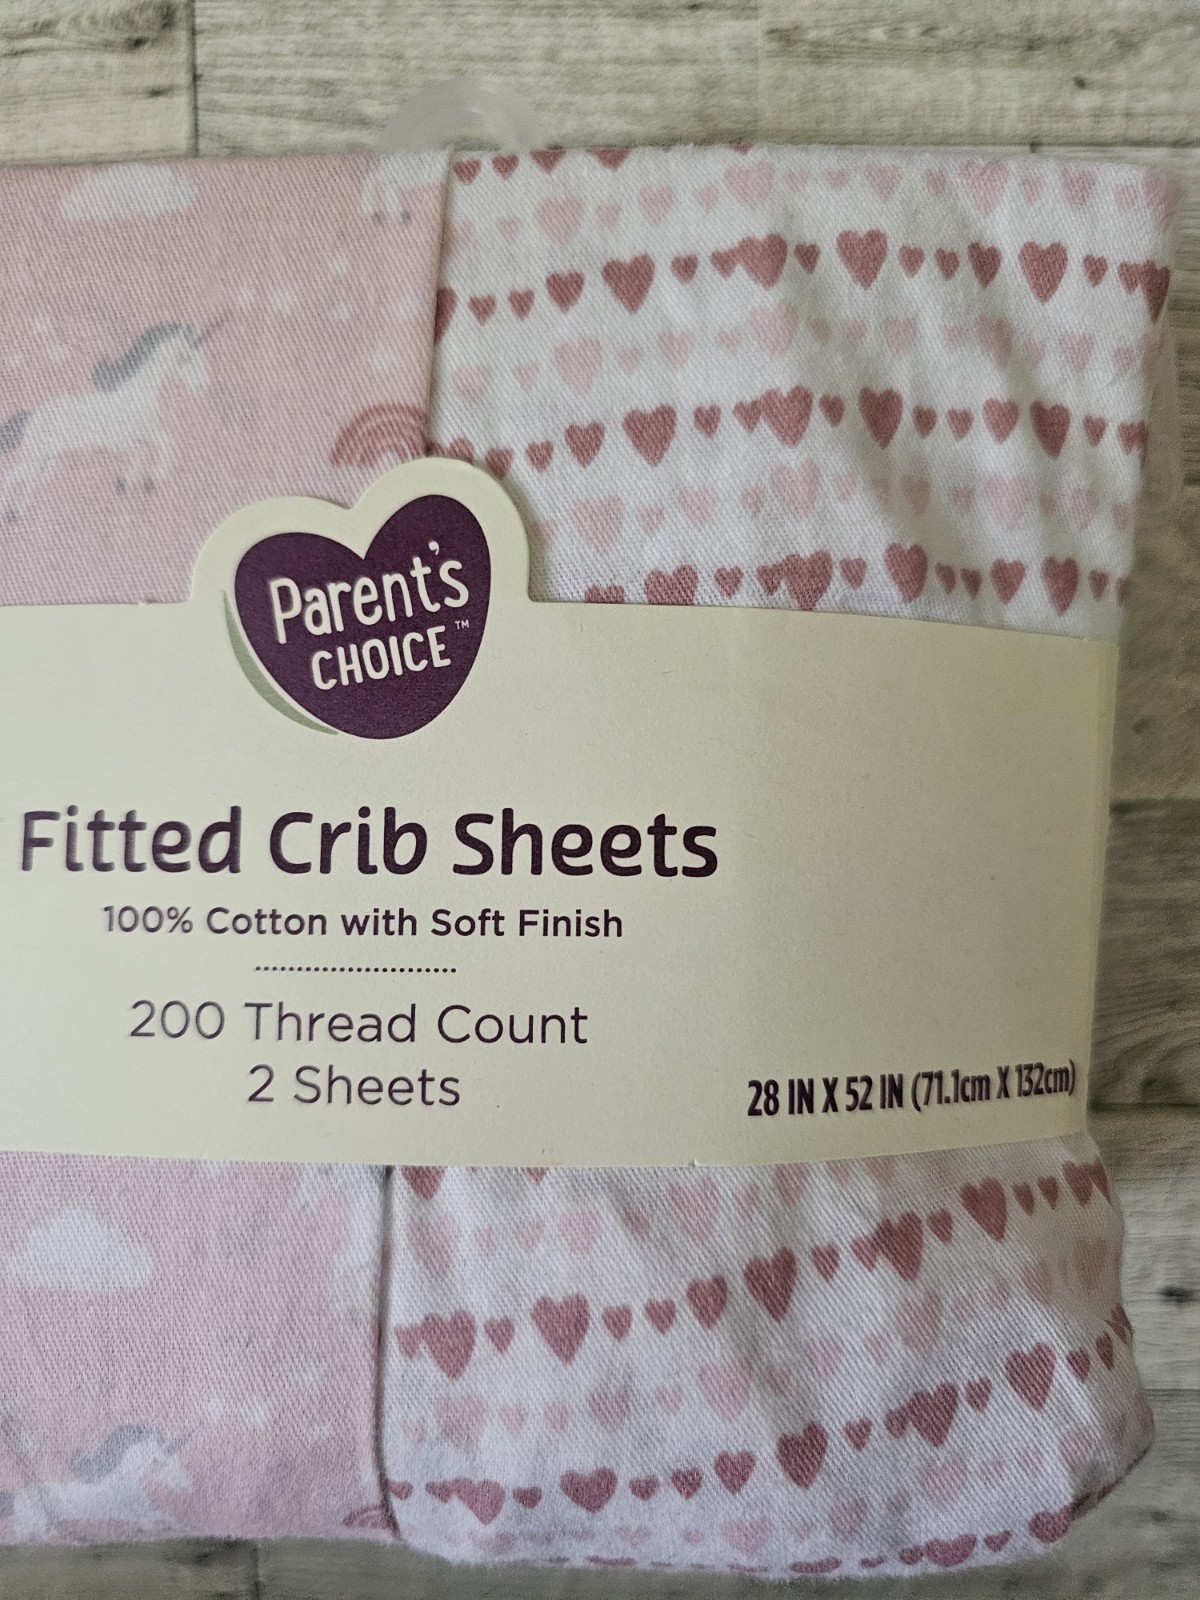 Parent's
CHOICE™
Fitted Crib Sheets
100% Cotton with Soft Finish
200 Thread Count
2 Sheets
28 IN X 52 IN (71.1cm X 132cm)